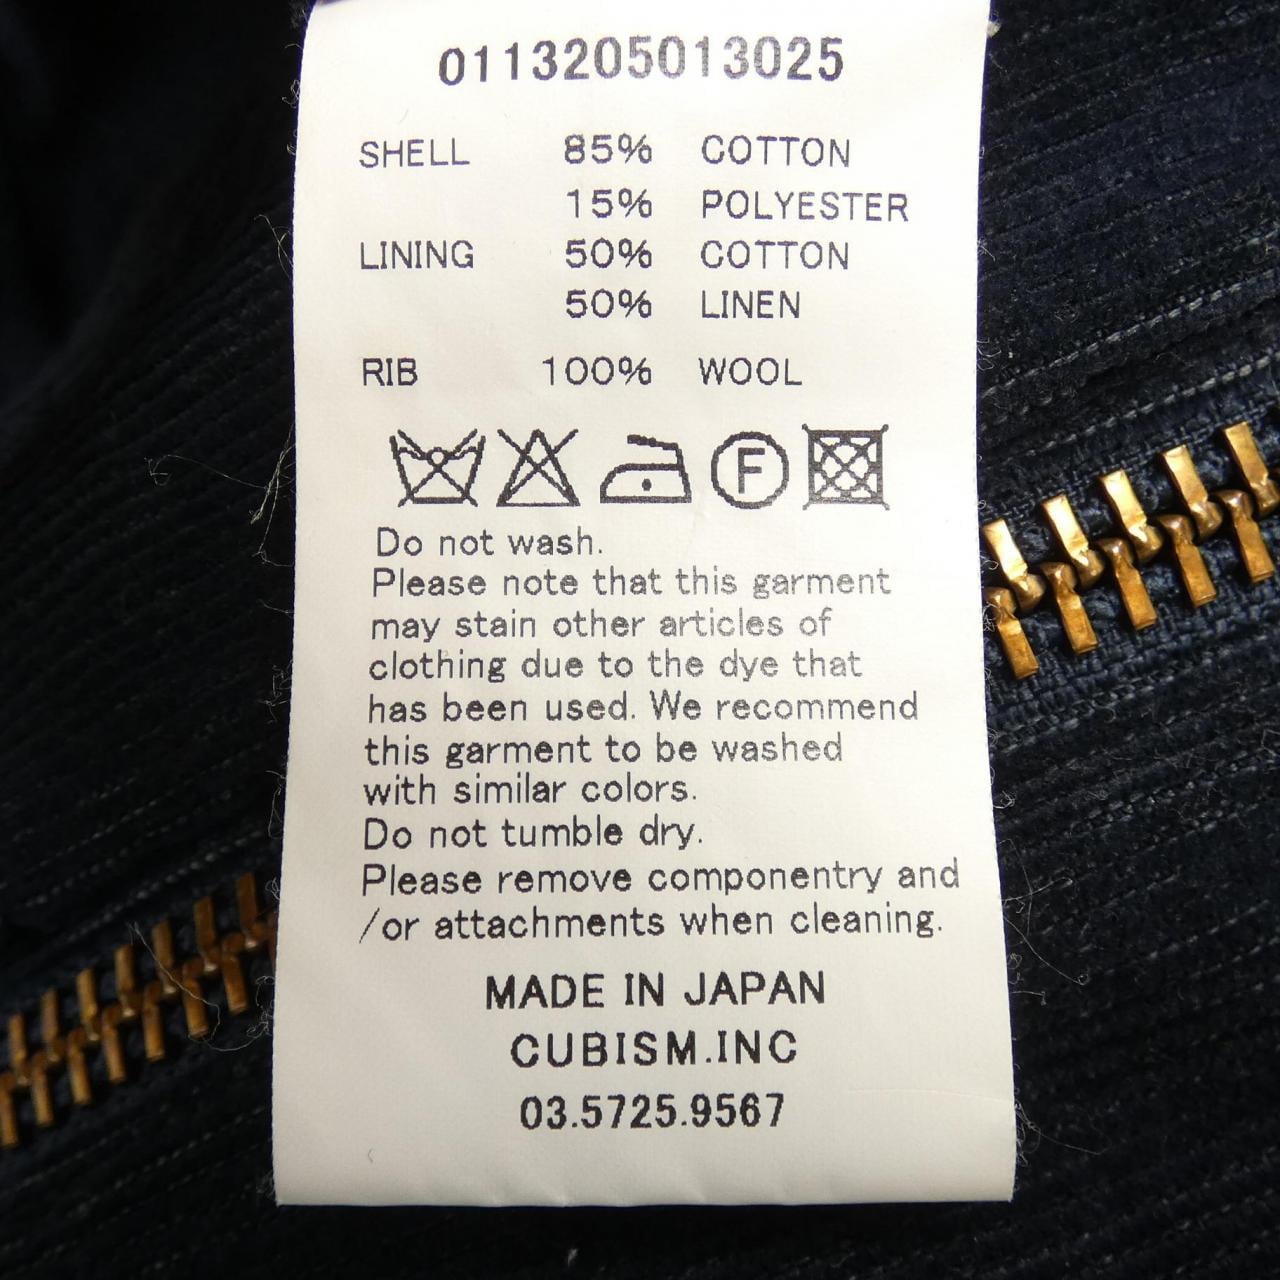 0113205013025
SHELL 85% COTTON
15% POLYESTER
LINING 50% COTTON
50% LINEN
RIB 100% WOOL
F
Do not wash.
Please note that this garment
may stain other articles of
clothing due to the dye that
has been used. We recommend
this garment to be washed
with similar colors.
Do not tumble dry.
Please remove componentry and
/or attachments when cleaning.
MADE IN JAPAN
CUBISM.INC
03.5725.9567